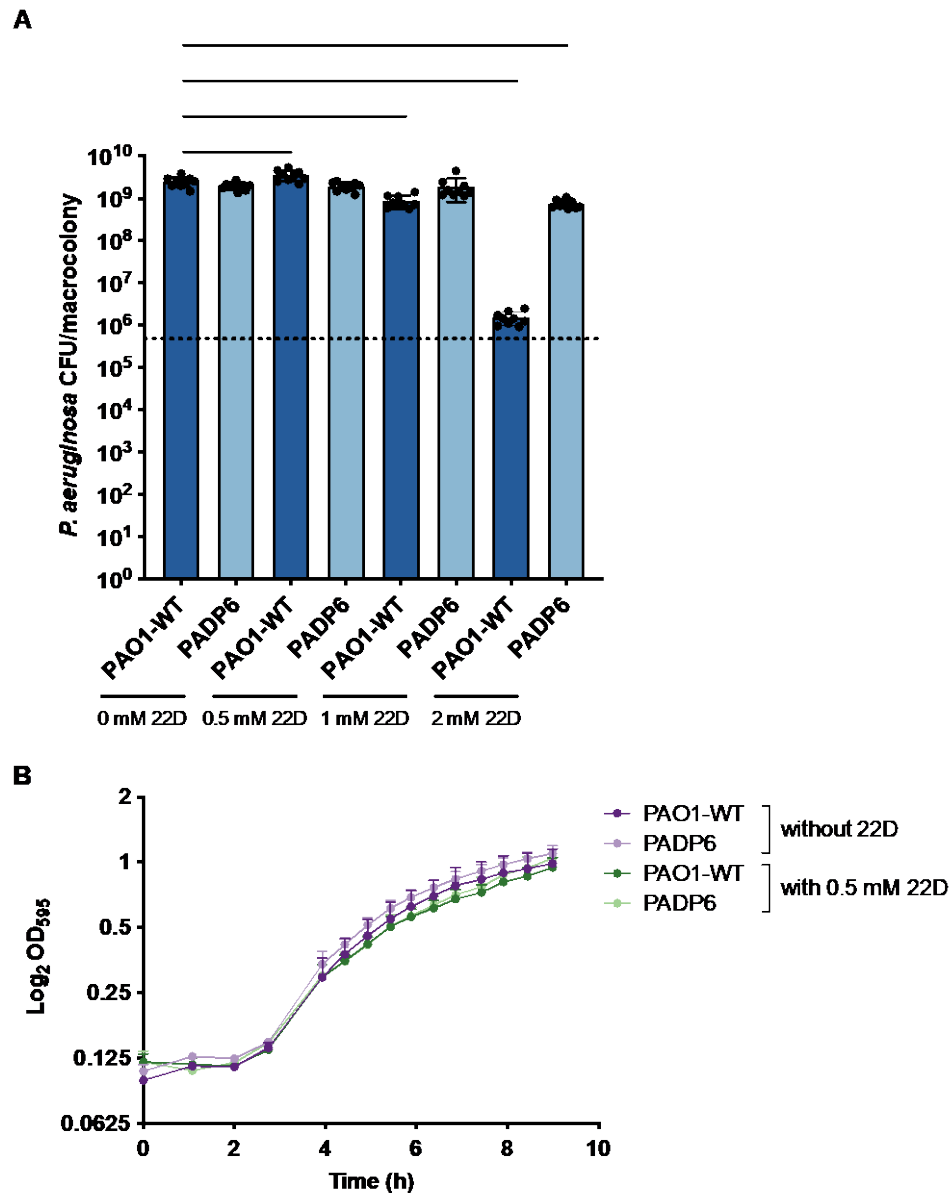 A
P. aeruginosa CFU/macrocolony
10¹⁰
10⁹
10⁸
10⁷
10⁶
10⁵
10⁴
10³
10²
10¹
10⁰
PAO1-WT
PADP6
PAO1-WT
PADP6
PAO1-WT
PADP6
PAO1-WT
PADP6
0 mM 22D
0.5 mM 22D
1 mM 22D
2 mM 22D
B
Log₂ OD₅₉₅
2
1
0.5
0.25
0.125
0.0625
0
2
4
6
8
10
Time (h)
PAO1-WT
PADP6
without 22D
PAO1-WT
PADP6
with 0.5 mM 22D